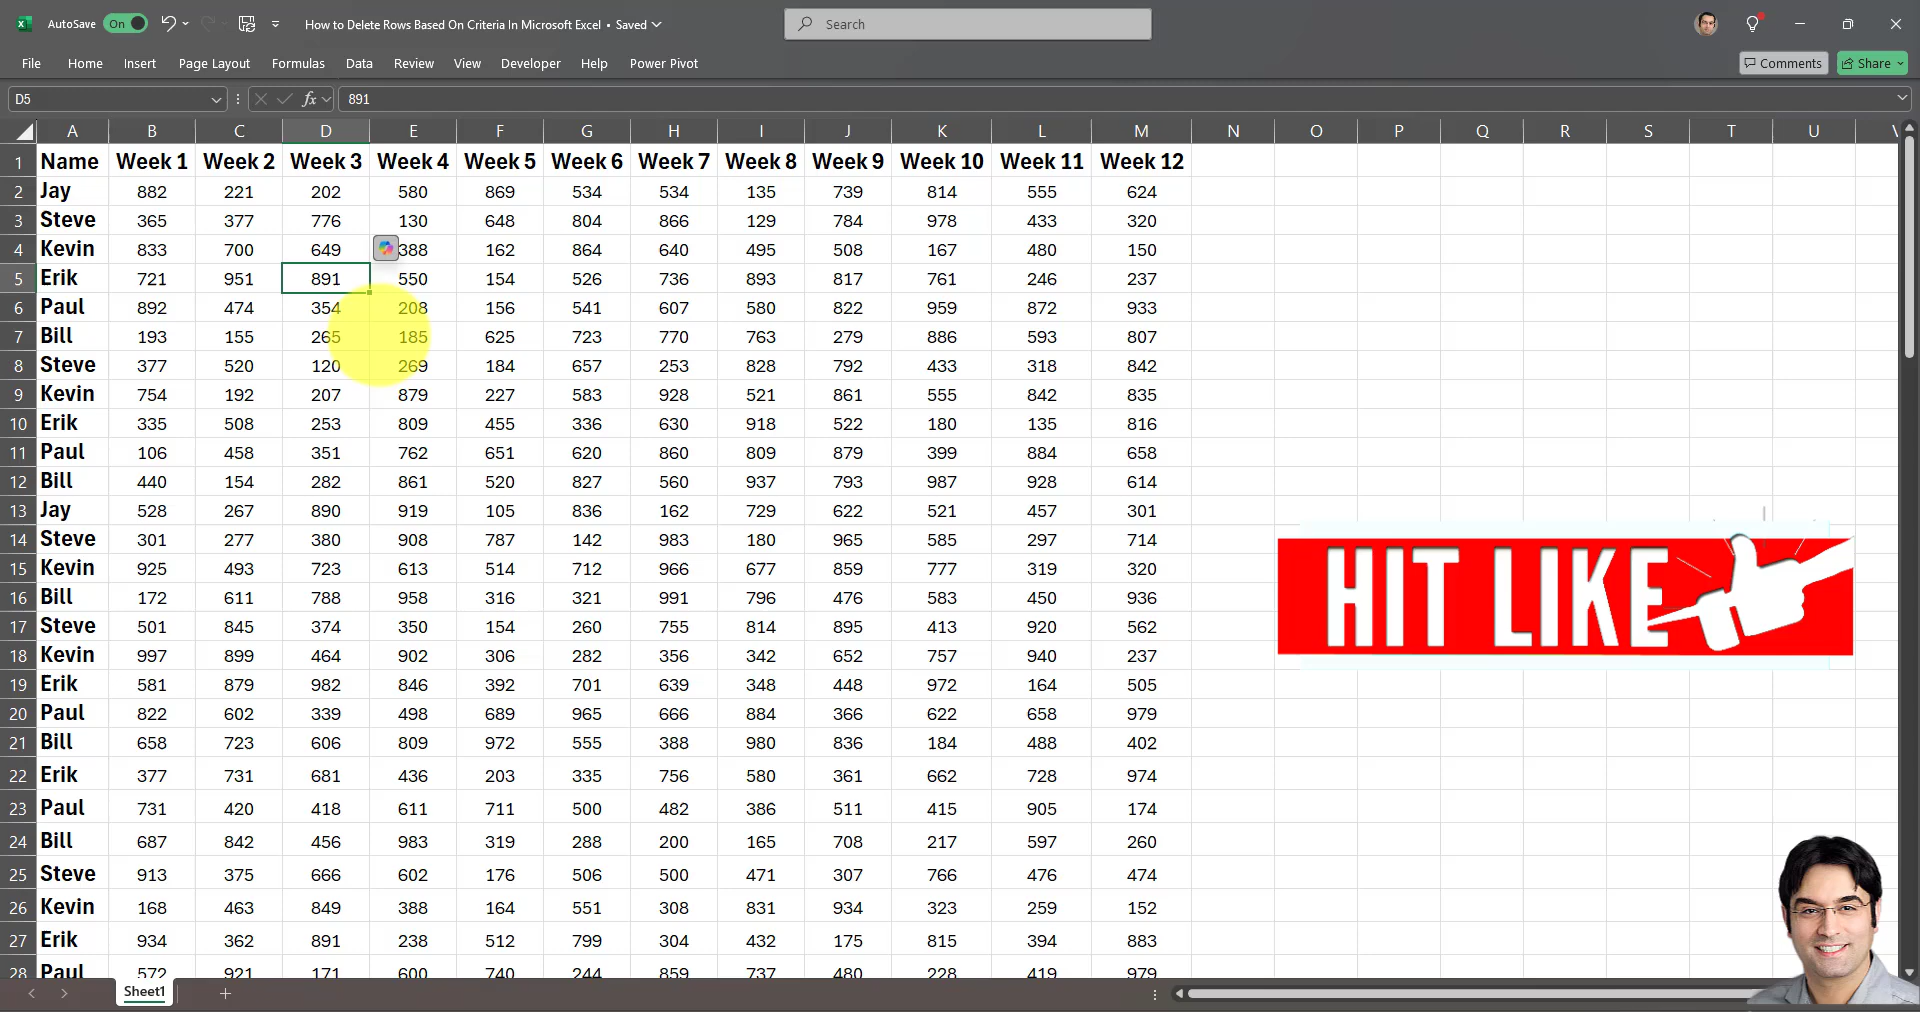 AutoSave On How to Delete Rows Based On Criteria In Microsoft Excel • Saved Search
File Home Insert Page Layout Formulas Data Review View Developer Help Power Pivot Comments Share
D5 fx 891
A B C D E F G H I J K L M N O P Q R S T U
1 Name Week 1 Week 2 Week 3 Week 4 Week 5 Week 6 Week 7 Week 8 Week 9 Week 10 Week 11 Week 12
2 Jay 882 221 202 580 869 534 534 135 739 814 555 624
3 Steve 365 377 776 130 648 804 866 129 784 978 433 320
4 Kevin 833 700 649 388 162 864 640 495 508 167 480 150
5 Erik 721 951 891 550 154 526 736 893 817 761 246 237
6 Paul 892 474 354 208 156 541 607 580 822 959 872 933
7 Bill 193 155 265 185 625 723 770 763 279 886 593 807
8 Steve 377 520 120 269 184 657 253 828 792 433 318 842
9 Kevin 754 192 207 879 227 583 928 521 861 555 842 835
10 Erik 335 508 253 809 455 336 630 918 522 180 135 816
11 Paul 106 458 351 762 651 620 860 809 879 399 884 658
12 Bill 440 154 282 861 520 827 560 937 793 987 928 614
13 Jay 528 267 890 919 105 836 162 729 622 521 457 301
14 Steve 301 277 380 908 787 142 983 180 965 585 297 714
15 Kevin 925 493 723 613 514 712 966 677 859 777 319 320
16 Bill 172 611 788 958 316 321 991 796 476 583 450 936
17 Steve 501 845 374 350 154 260 755 814 895 413 920 562
18 Kevin 997 899 464 902 306 282 356 342 652 757 940 237
19 Erik 581 879 982 846 392 701 639 348 448 972 164 505
20 Paul 822 602 339 498 689 965 666 884 366 622 658 979
21 Bill 658 723 606 809 972 555 388 980 836 184 488 402
22 Erik 377 731 681 436 203 335 756 580 361 662 728 974
23 Paul 731 420 418 611 711 500 482 386 511 415 905 174
24 Bill 687 842 456 983 319 288 200 165 708 217 597 260
25 Steve 913 375 666 602 176 506 500 471 307 766 476 474
26 Kevin 168 463 849 388 164 551 308 831 934 323 259 152
27 Erik 934 362 891 238 512 799 304 432 175 815 394 883
28 Paul 572 921 171 600 740 244 859 737 480 228 419 979
HIT LIKE
Sheet1